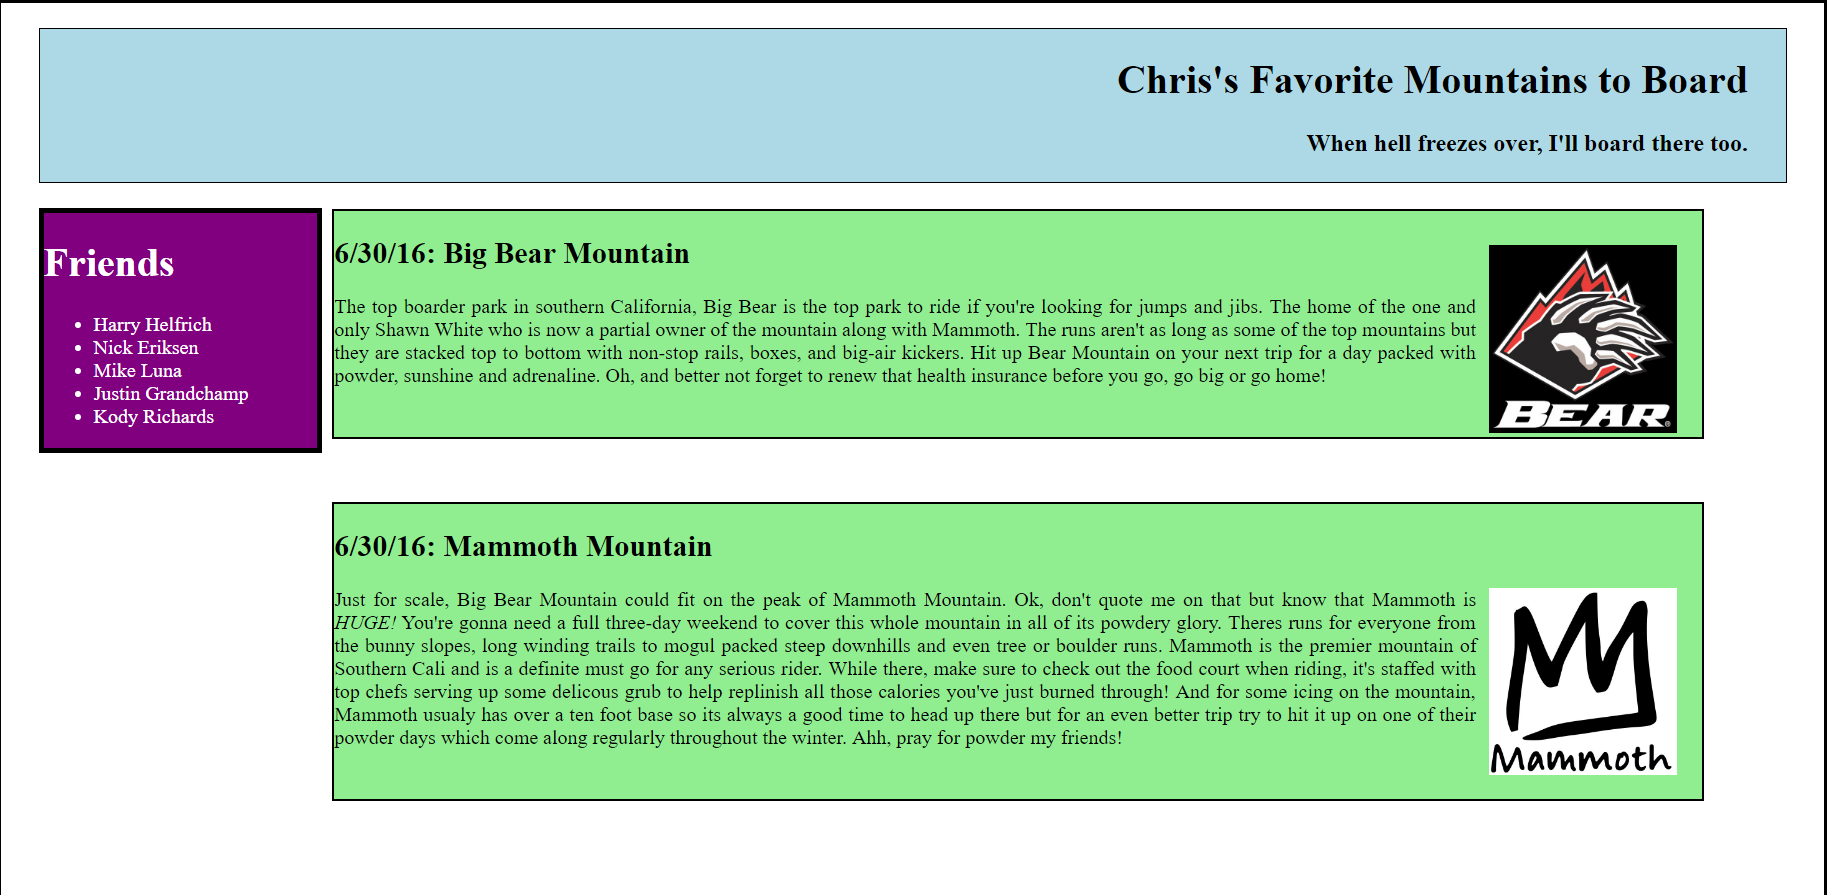 Chris's Favorite Mountains to Board
When hell freezes over, I'll board there too.
Friends
Harry Helfrich
Nick Eriksen
Mike Luna
Justin Grandchamp
Kody Richards
6/30/16: Big Bear Mountain
The top boarder park in southern California, Big Bear is the top park to ride if you're looking for jumps and jibs. The home of the one and
only Shawn White who is now a partial owner of the mountain along with Mammoth. The runs aren't as long as some of the top mountains but
they are stacked top to bottom with non-stop rails, boxes, and big-air kickers. Hit up Bear Mountain on your next trip for a day packed with
powder, sunshine and adrenaline. Oh, and better not forget to renew that health insurance before you go, go big or go home!
BEAR®
6/30/16: Mammoth Mountain
Just for scale, Big Bear Mountain could fit on the peak of Mammoth Mountain. Ok, don't quote me on that but know that Mammoth is
HUGE! You're gonna need a full three-day weekend to cover this whole mountain in all of its powdery glory. Theres runs for everyone from
the bunny slopes, long winding trails to mogul packed steep downhills and even tree or boulder runs. Mammoth is the premier mountain of
Southern Cali and is a definite must go for any serious rider. While there, make sure to check out the food court when riding, it's staffed with
top chefs serving up some delicous grub to help replinish all those calories you've just burned through! And for some icing on the mountain,
Mammoth usualy has over a ten foot base so its always a good time to head up there but for an even better trip try to hit it up on one of their
powder days which come along regularly throughout the winter. Ahh, pray for powder my friends!
Mammoth